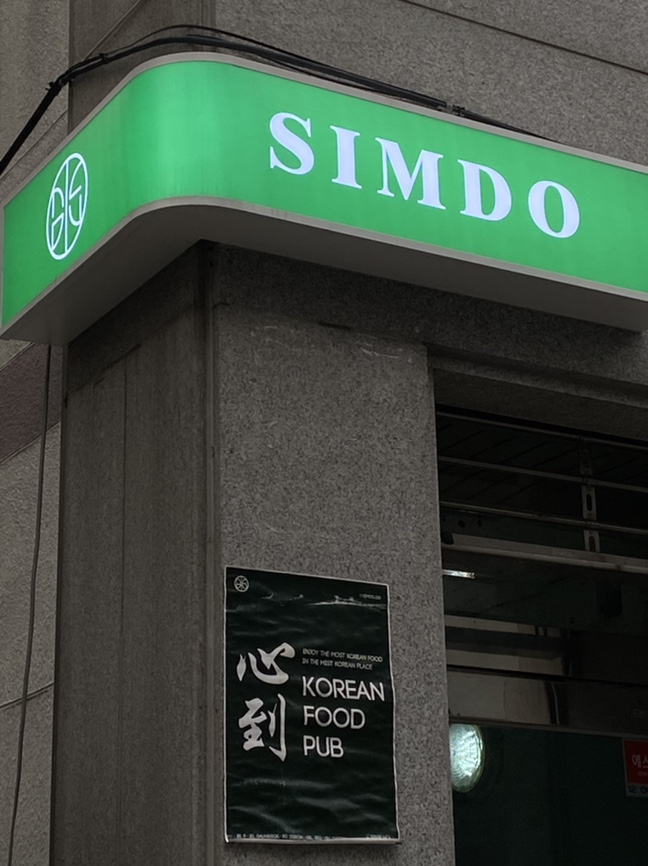 SIMDO
心到
ENJOY THE MOST KOREAN FOOD
IN THE MOST KOREAN PLACE
KOREAN
FOOD
PUB